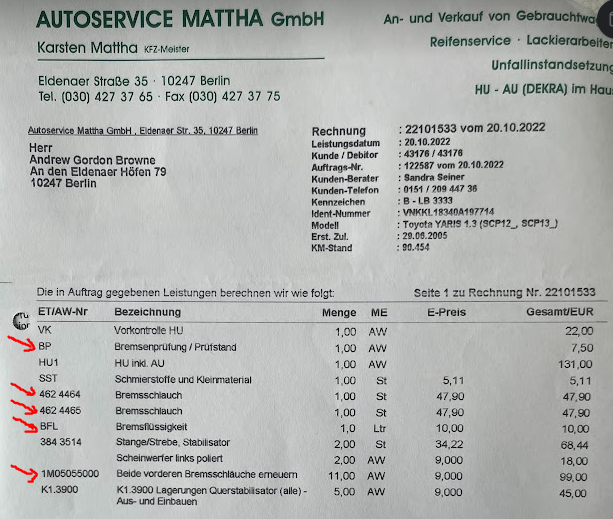 AUTOSERVICE MATTHA GmbH
Karsten Mattha KFZ-Meister
Eldenaer Straße 35 · 10247 Berlin
Tel. (030) 427 37 65 · Fax (030) 427 37 75
An- und Verkauf von Gebrauchtwa
Reifenservice · Lackierarbeiten
Unfallinstandsetzung
HU - AU (DEKRA) im Haus
Autoservice Mattha GmbH , Eldenaer Str. 35, 10247 Berlin
Herr
Andrew Gordon Browne
An den Eldenaer Höfen 79
10247 Berlin
Rechnung : 22101533 vom 20.10.2022
Leistungsdatum : 20.10.2022
Kunde / Debitor : 43176 / 43176
Auftrags-Nr. : 122587 vom 20.10.2022
Kunden-Berater : Sandra Seiner
Kunden-Telefon : 0151 / 209 447 36
Kennzeichen : B - LB 3333
Ident-Nummer : VNKKL18340A197714
Modell : Toyota YARIS 1.3 (SCP12_, SCP13_)
Erst. Zul. : 29.06.2005
KM-Stand : 90.454
Die in Auftrag gegebenen Leistungen berechnen wir wie folgt: Seite 1 zu Rechnung Nr. 22101533
ET/AW-Nr Bezeichnung Menge ME E-Preis Gesamt/EUR
VK Vorkontrolle HU 1,00 AW 22,00
BP Bremsenprüfung / Prüfstand 1,00 AW 7,50
HU1 HU inkl. AU 1,00 AW 131,00
SST Schmierstoffe und Kleinmaterial 1,00 St 5,11 5,11
462 4464 Bremsschlauch 1,00 St 47,90 47,90
462 4465 Bremsschlauch 1,00 St 47,90 47,90
BFL Bremsflüssigkeit 1,0 Ltr 10,00 10,00
384 3514 Stange/Strebe, Stabilisator 2,00 St 34,22 68,44
Scheinwerfer links poliert 2,00 AW 9,000 18,00
1M05055000 Beide vorderen Bremsschläuche erneuern 11,00 AW 9,000 99,00
K1.3900 K1.3900 Lagerungen Querstabilisator (alle) - 5,00 AW 9,000 45,00
Aus- und Einbauen